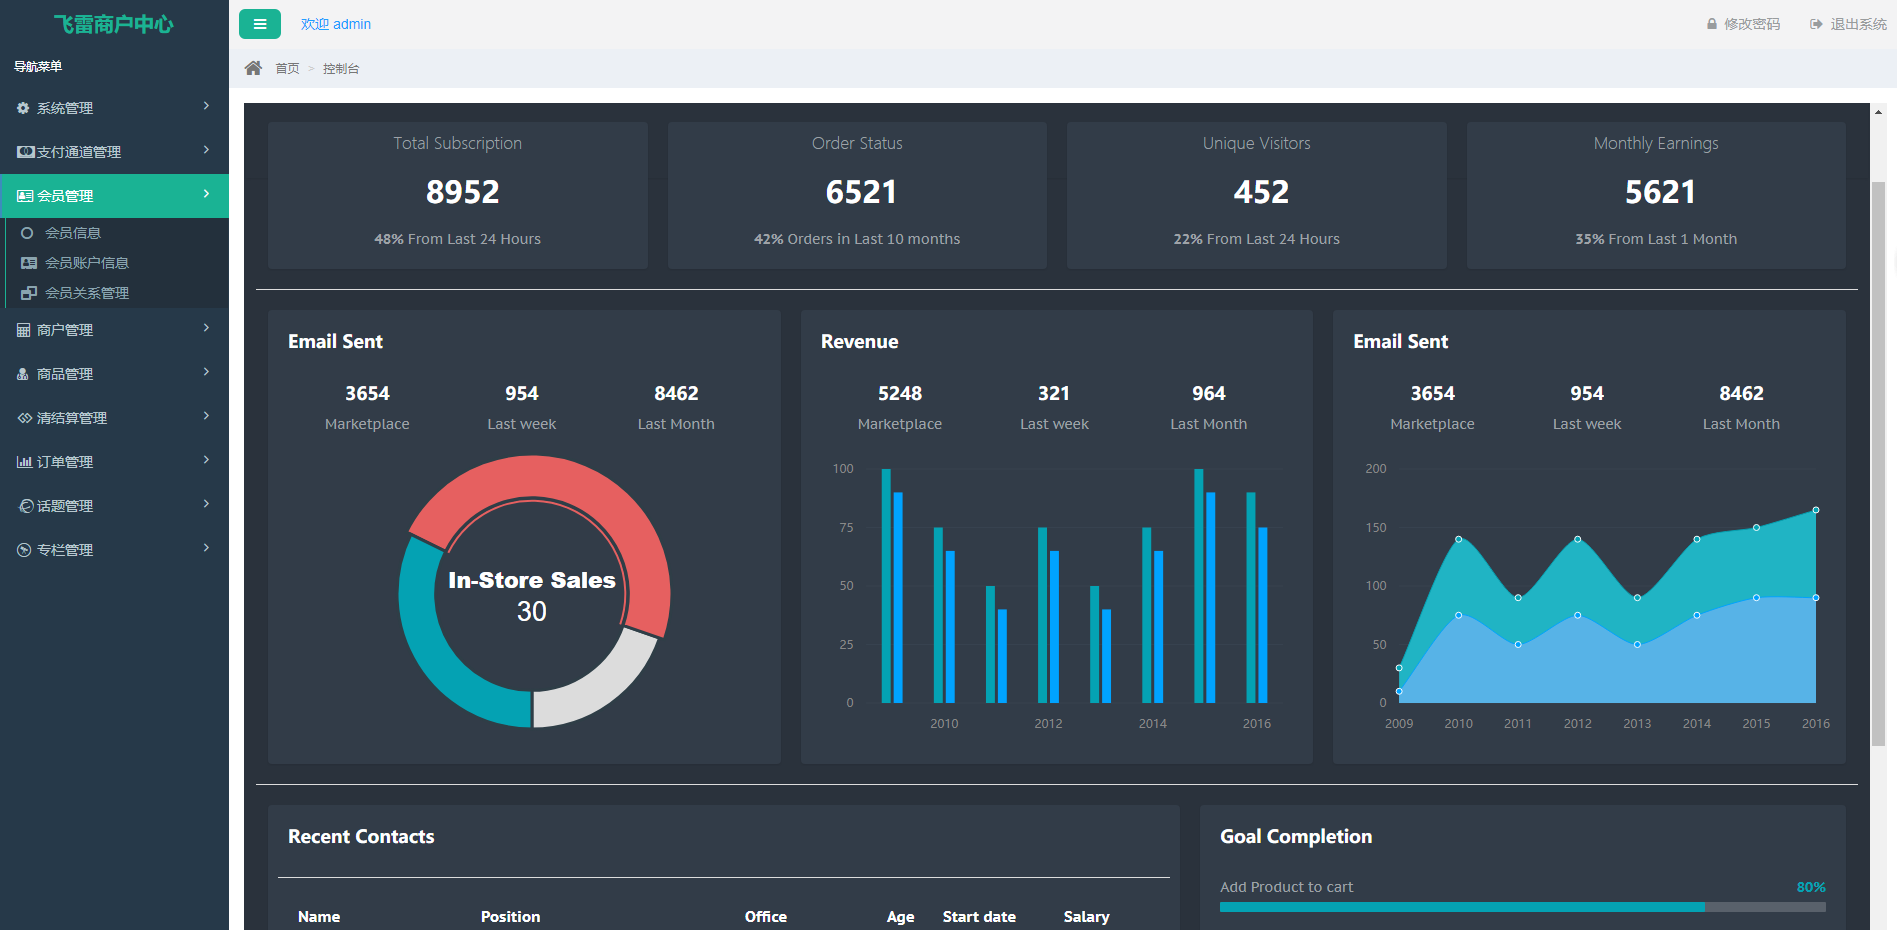 飞雷商户中心
欢迎 admin
修改密码
退出系统
导航菜单
首页 > 控制台
系统管理
支付通道管理
会员管理
会员信息
会员账户信息
会员关系管理
商户管理
商品管理
清结算管理
订单管理
话题管理
专栏管理
Total Subscription
8952
48% From Last 24 Hours
Order Status
6521
42% Orders in Last 10 months
Unique Visitors
452
22% From Last 24 Hours
Monthly Earnings
5621
35% From Last 1 Month
Email Sent
3654 954 8462
Marketplace Last week Last Month
In-Store Sales
30
Revenue
5248 321 964
Marketplace Last week Last Month
100
75
50
25
0
2010 2012 2014 2016
Email Sent
3654 954 8462
Marketplace Last week Last Month
200
150
100
50
0
2009 2010 2011 2012 2013 2014 2015 2016
Recent Contacts
Name Position Office Age Start date Salary
Goal Completion
Add Product to cart 80%